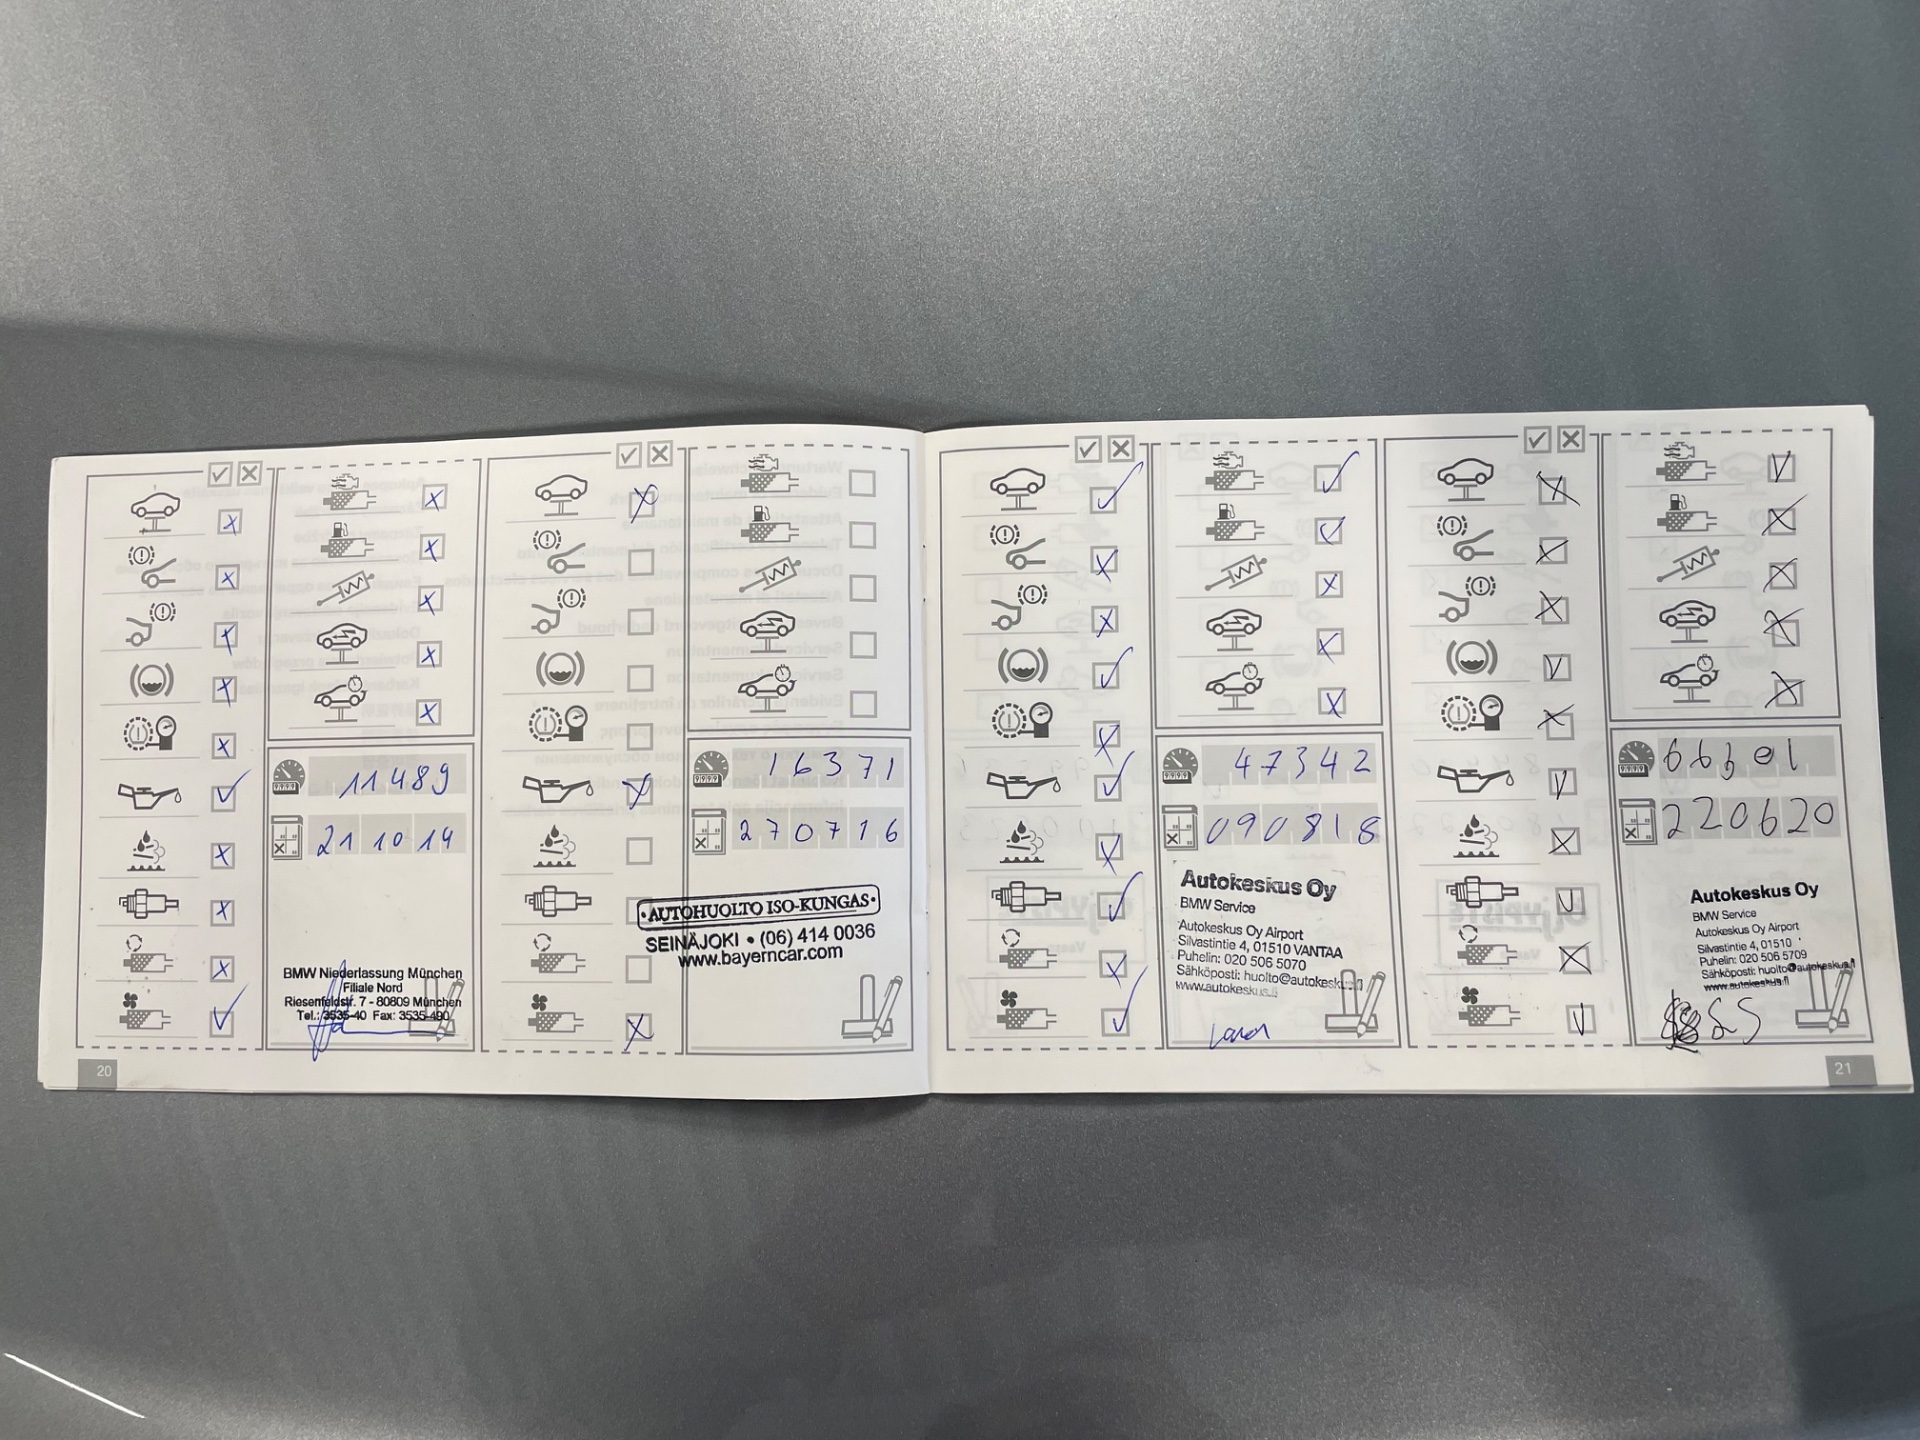 11489
21 10 14
BMW Niederlassung München
Filiale Nord
Riesenfeldstr. 7 - 80809 München
Tel.: 3535-40 Fax: 3535-490
20
16371
270716
AUTOHUOLTO ISO-KUNGAS
SEINÄJOKI • (06) 414 0036
www.bayerncar.com
47342
090818
Autokeskus Oy
BMW Service
Autokeskus Oy Airport
Silvastintie 4, 01510 VANTAA
Puhelin: 020 506 5070
Sähköposti: huolto@autokeskus.fi
www.autokeskus.fi
66301
220620
Autokeskus Oy
BMW Service
Autokeskus Oy Airport
Silvastintie 4, 01510
Puhelin: 020 506 5709
Sähköposti: huolto@autokeskus.fi
www.autokeskus.fi
21